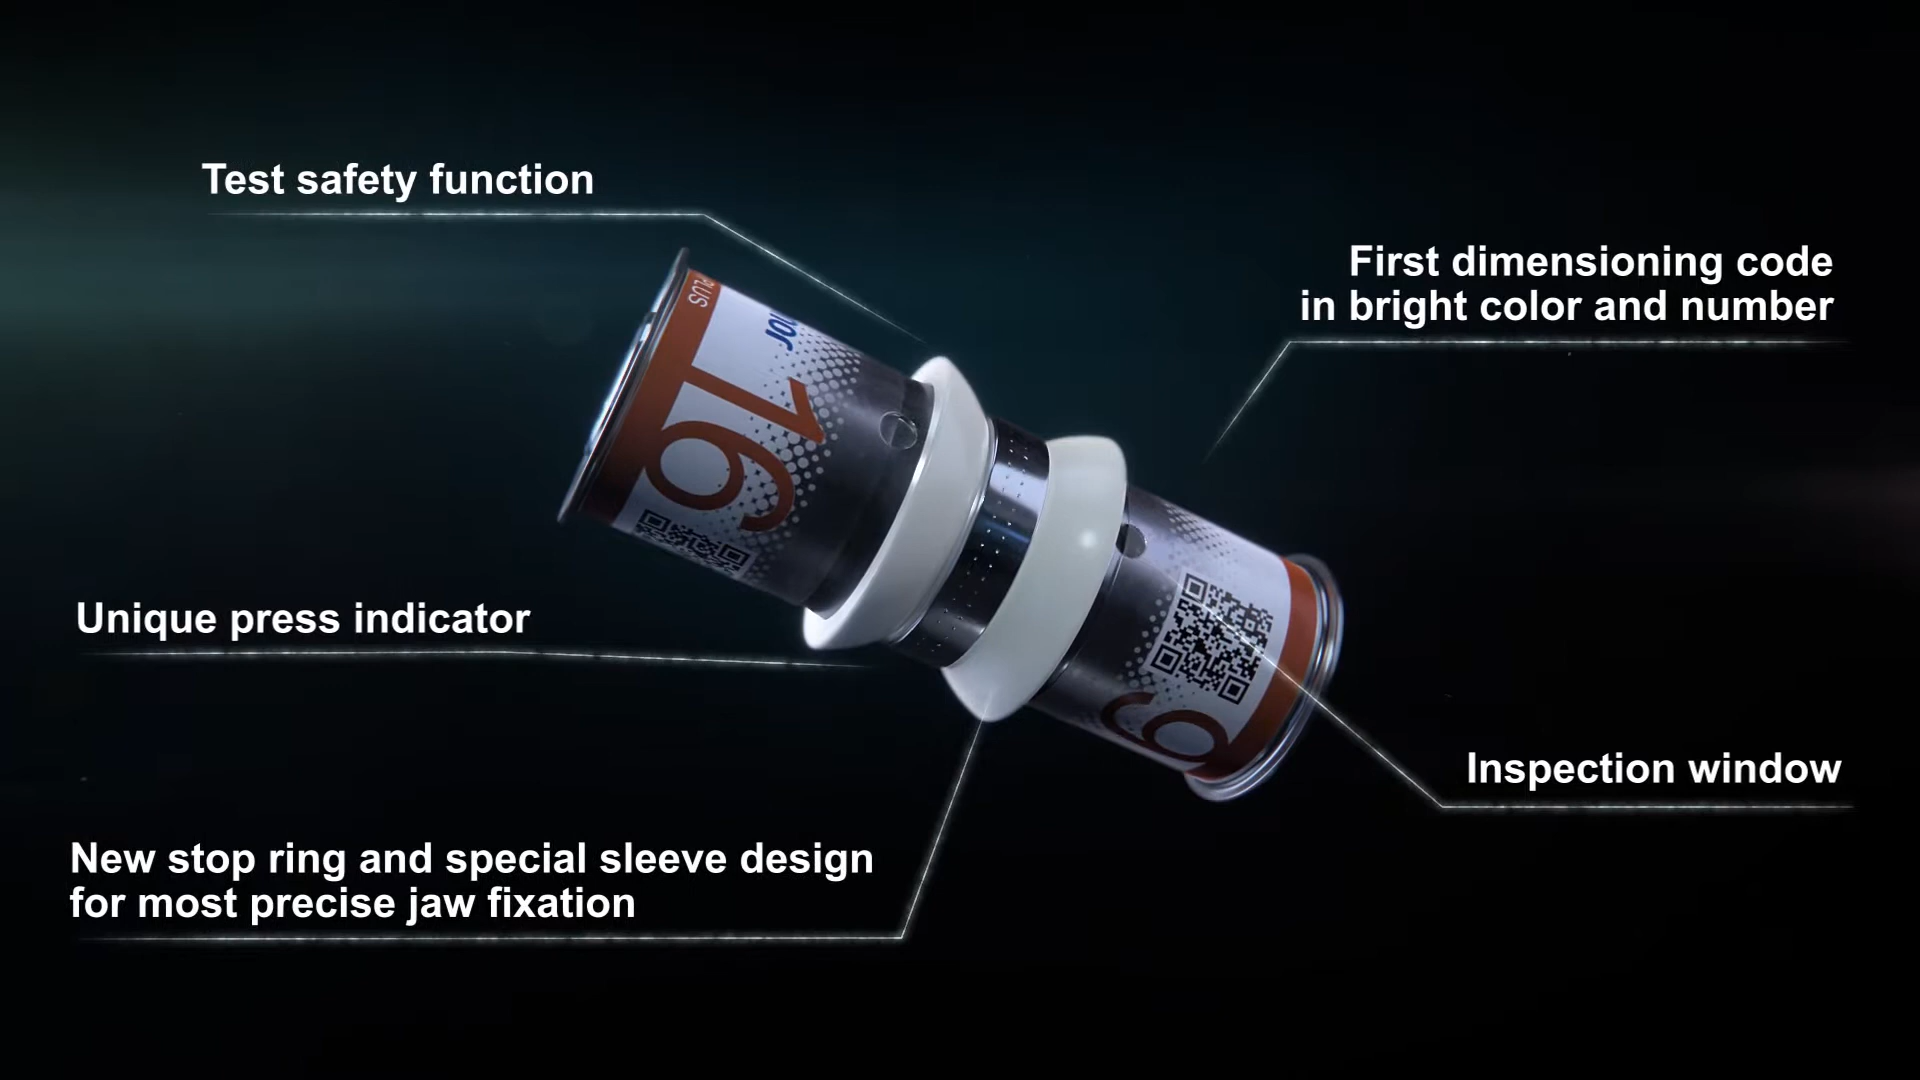 Test safety function
First dimensioning code
in bright color and number
PLUS
16
Unique press indicator
Inspection window
New stop ring and special sleeve design
for most precise jaw fixation